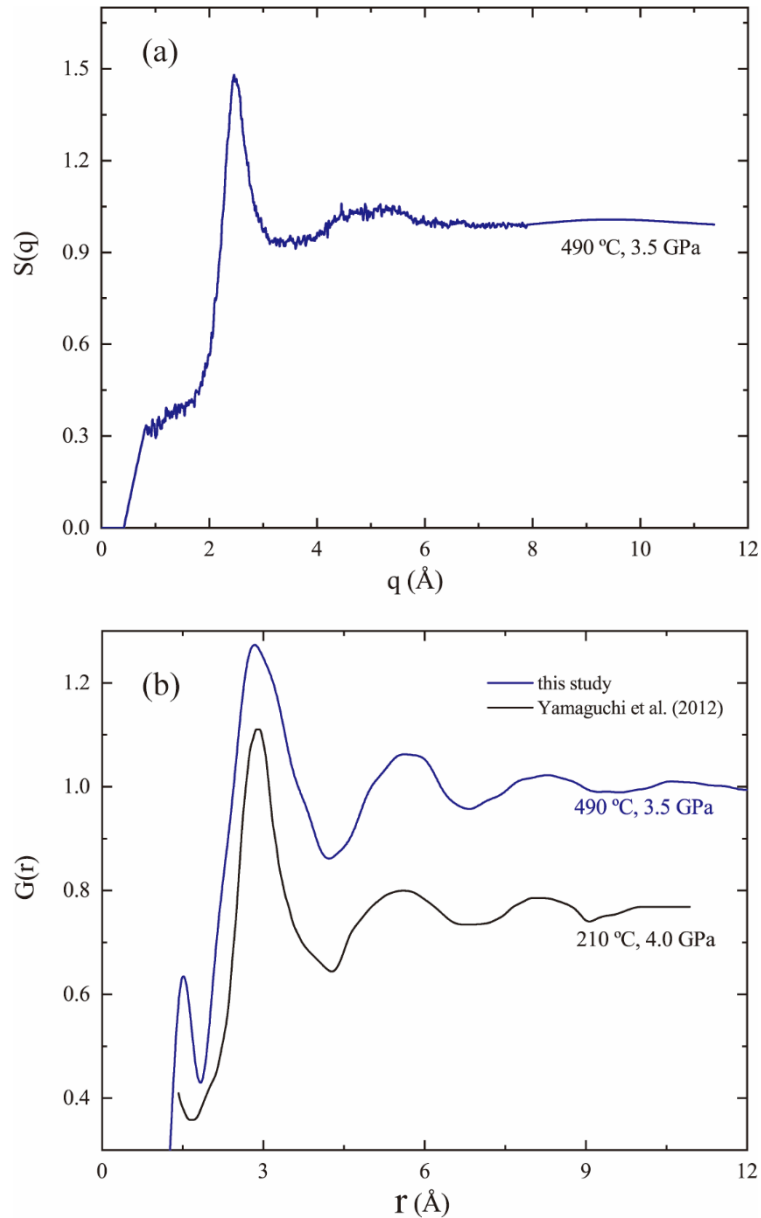 (a)
1.5
1.2
0.9
0.6
0.3
0.0
S(q)
490 ºC, 3.5 GPa
0 2 4 6 8 10 12
q (Å)
(b)
this study
Yamaguchi et al. (2012)
1.2
1.0
0.8
0.6
0.4
G(r)
490 ºC, 3.5 GPa
210 ºC, 4.0 GPa
0 3 6 9 12
r (Å)